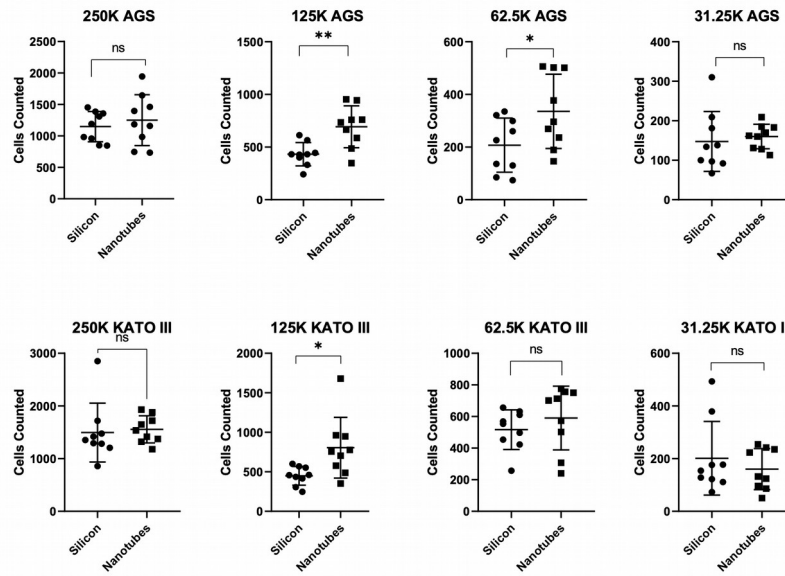 250K AGS
125K AGS
62.5K AGS
31.25K AGS
ns
**
*
ns
Cells Counted
2500
2000
1500
1000
500
0
Silicon
Nanotubes
Cells Counted
1500
1000
500
0
Silicon
Nanotubes
Cells Counted
600
400
200
0
Silicon
Nanotubes
Cells Counted
400
300
200
100
0
Silicon
Nanotubes
250K KATO III
125K KATO III
62.5K KATO III
31.25K KATO I
ns
*
ns
ns
Cells Counted
3000
2000
1000
0
Silicon
Nanotubes
Cells Counted
2000
1500
1000
500
0
Silicon
Nanotubes
Cells Counted
1000
800
600
400
200
0
Silicon
Nanotubes
Cells Counted
600
400
200
0
Silicon
Nanotubes